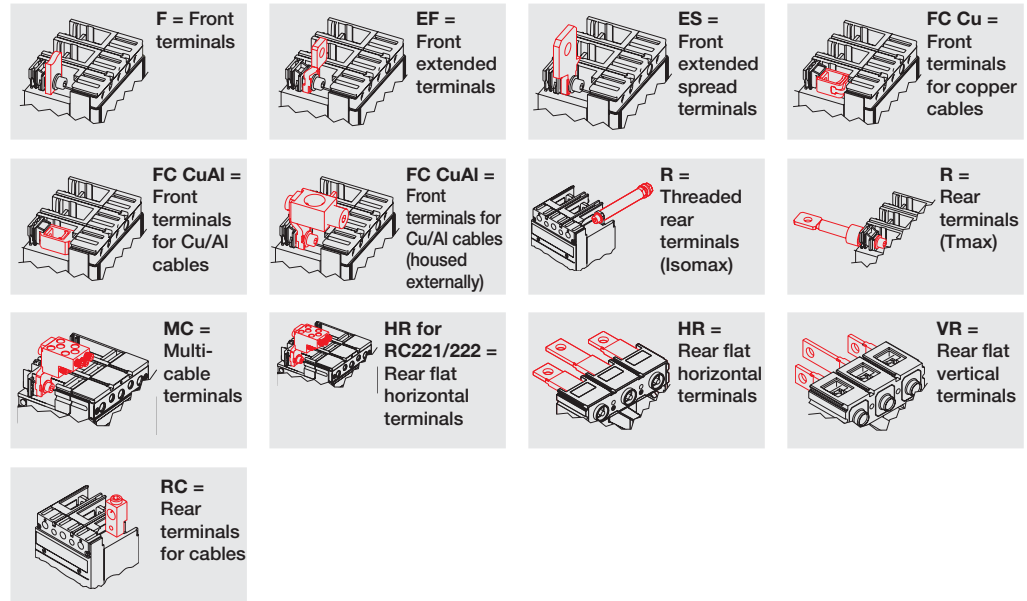 F = Front
terminals
EF =
Front
extended
terminals
ES =
Front
extended
spread
terminals
FC Cu =
Front
terminals
for copper
cables
FC CuAl =
Front
terminals
for Cu/Al
cables
FC CuAl =
Front
terminals for
Cu/Al cables
(housed
externally)
R =
Threaded
rear
terminals
(Isomax)
R =
Rear
terminals
(Tmax)
MC =
Multi-
cable
terminals
HR for
RC221/222 =
Rear flat
horizontal
terminals
HR =
Rear flat
horizontal
terminals
VR =
Rear flat
vertical
terminals
RC =
Rear
terminals
for cables